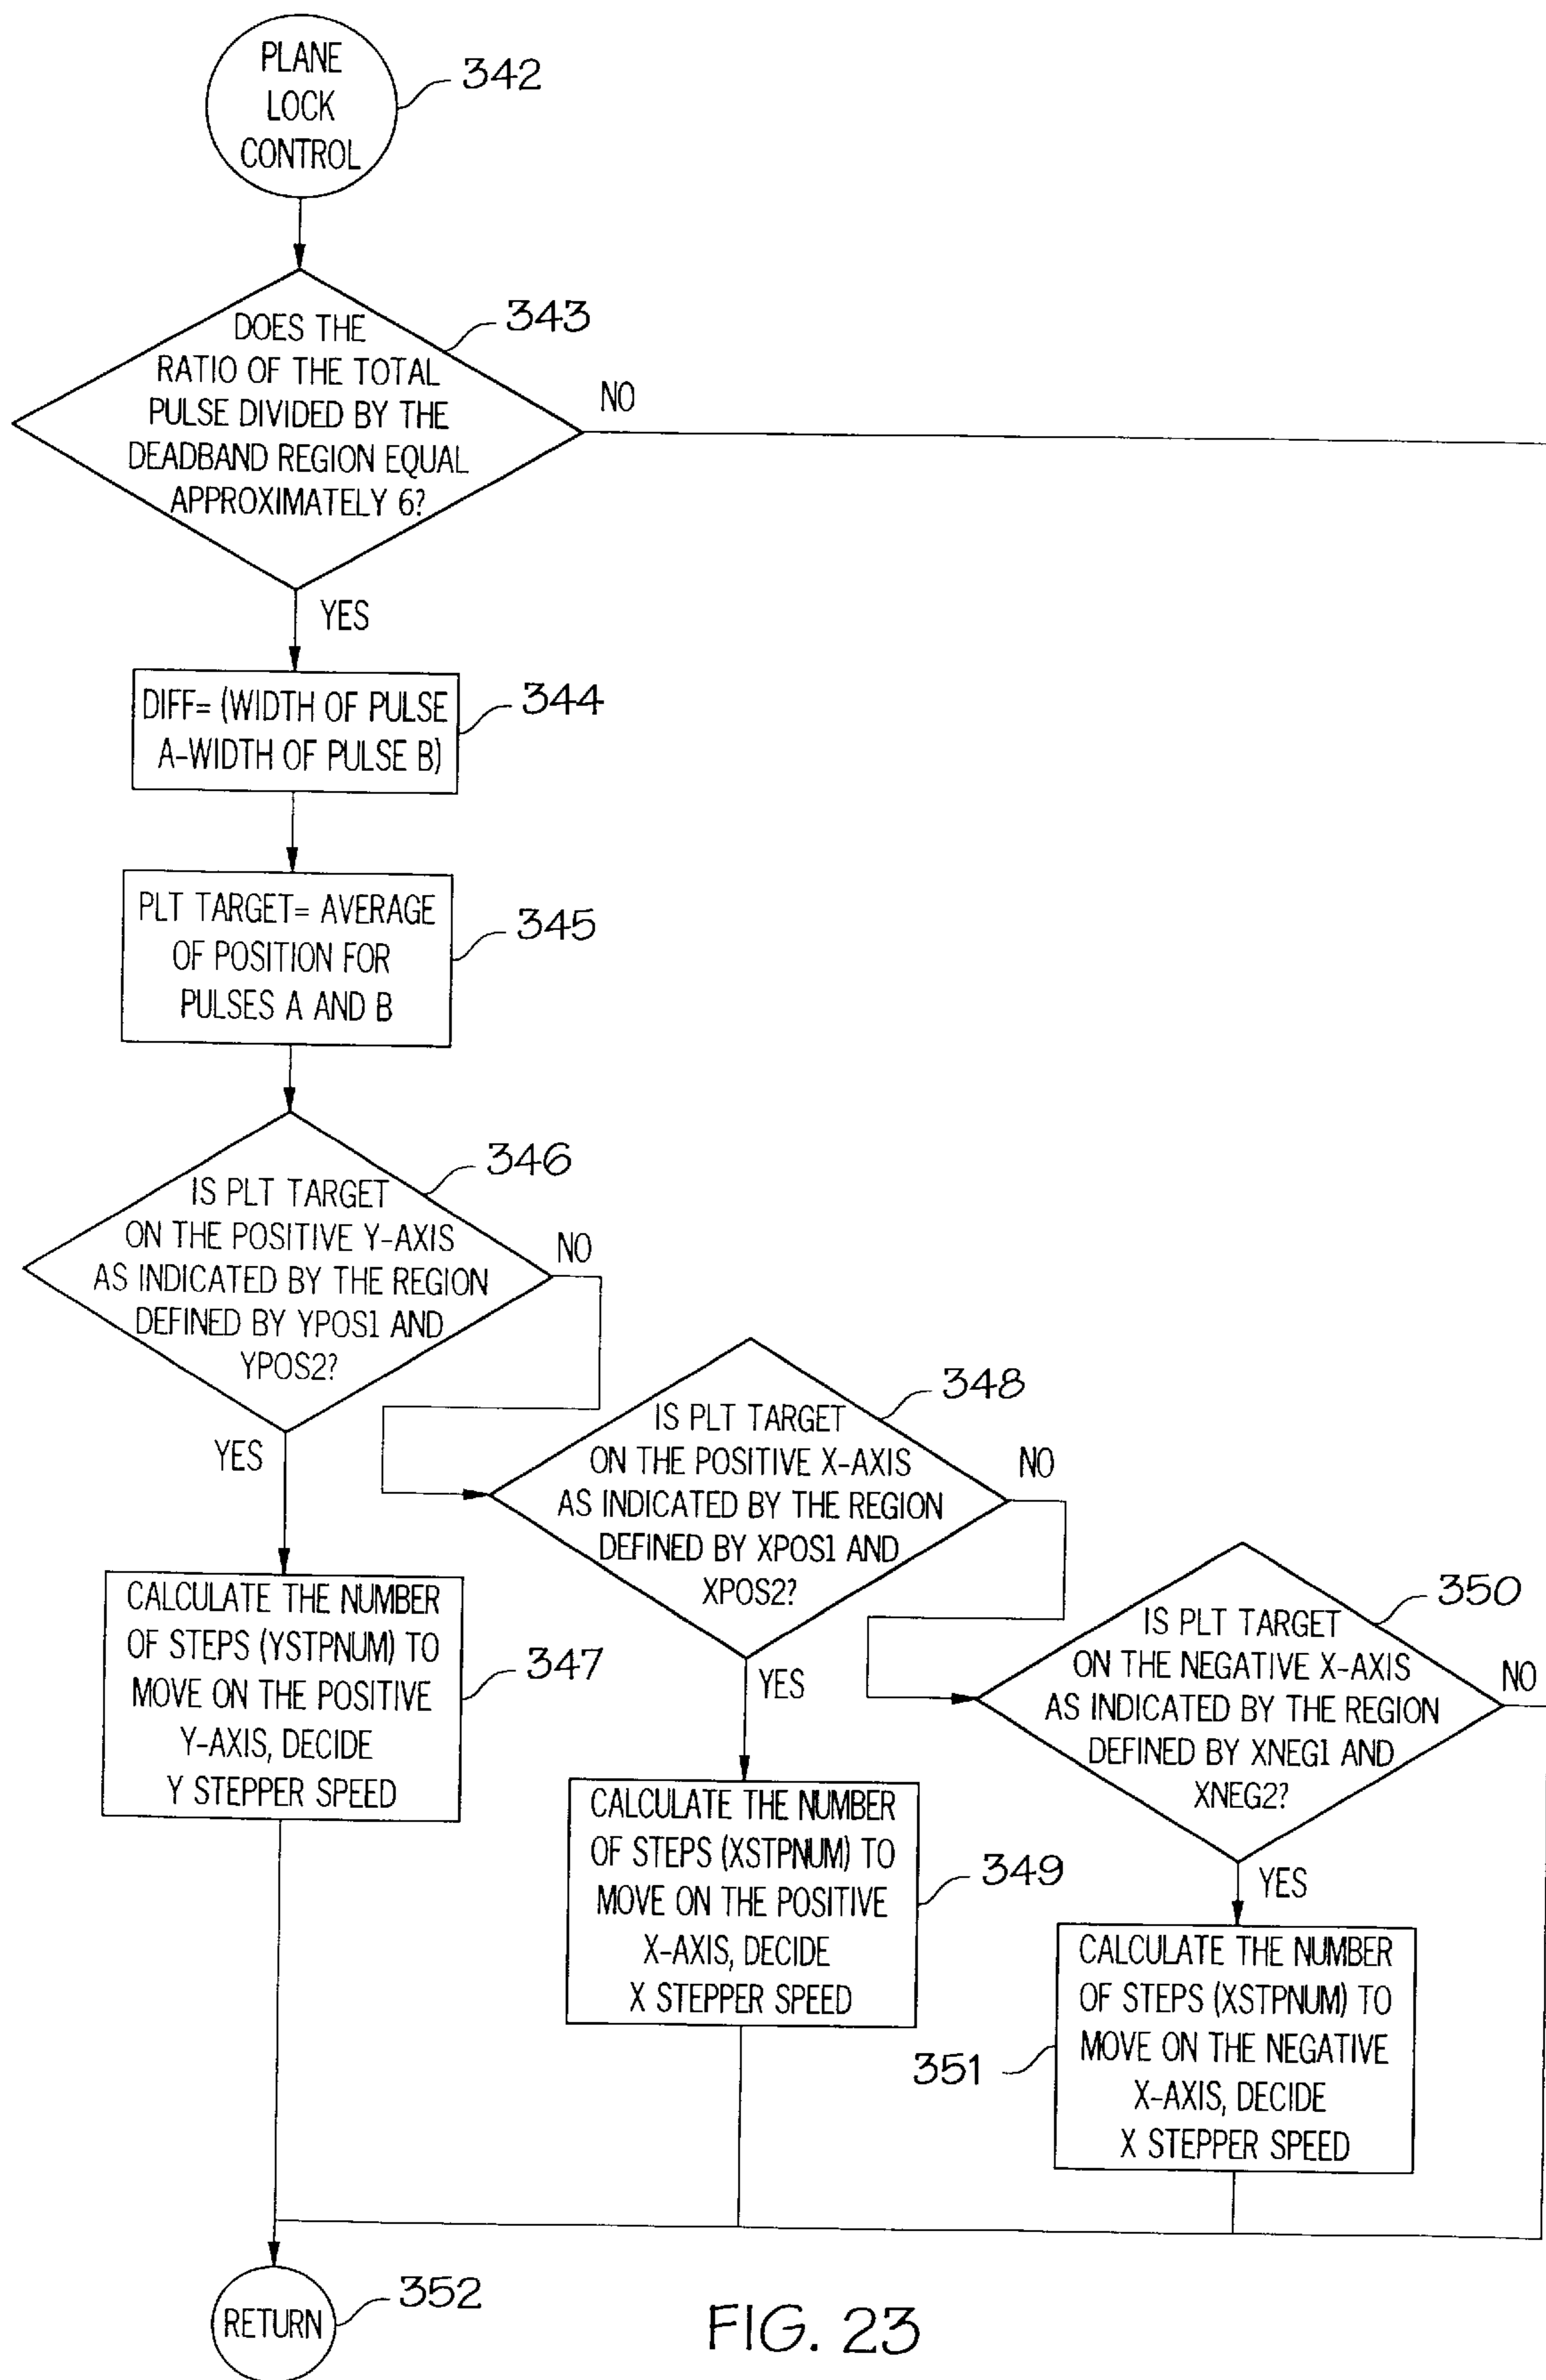 PLANE
LOCK
CONTROL
342
DOES THE
RATIO OF THE TOTAL
PULSE DIVIDED BY THE
DEADBAND REGION EQUAL
APPROXIMATELY 6?
343
NO
YES
DIFF= (WIDTH OF PULSE
A-WIDTH OF PULSE B)
344
PLT TARGET= AVERAGE
OF POSITION FOR
PULSES A AND B
345
IS PLT TARGET
ON THE POSITIVE Y-AXIS
AS INDICATED BY THE REGION
DEFINED BY YPOS1 AND
YPOS2?
346
NO
YES
CALCULATE THE NUMBER
OF STEPS (YSTPNUM) TO
MOVE ON THE POSITIVE
Y-AXIS, DECIDE
Y STEPPER SPEED
347
IS PLT TARGET
ON THE POSITIVE X-AXIS
AS INDICATED BY THE REGION
DEFINED BY XPOS1 AND
XPOS2?
348
NO
YES
CALCULATE THE NUMBER
OF STEPS (XSTPNUM) TO
MOVE ON THE POSITIVE
X-AXIS, DECIDE
X STEPPER SPEED
349
IS PLT TARGET
ON THE NEGATIVE X-AXIS
AS INDICATED BY THE REGION
DEFINED BY XNEG1 AND
XNEG2?
350
NO
YES
CALCULATE THE NUMBER
OF STEPS (XSTPNUM) TO
MOVE ON THE NEGATIVE
X-AXIS, DECIDE
X STEPPER SPEED
351
RETURN
352
FIG. 23